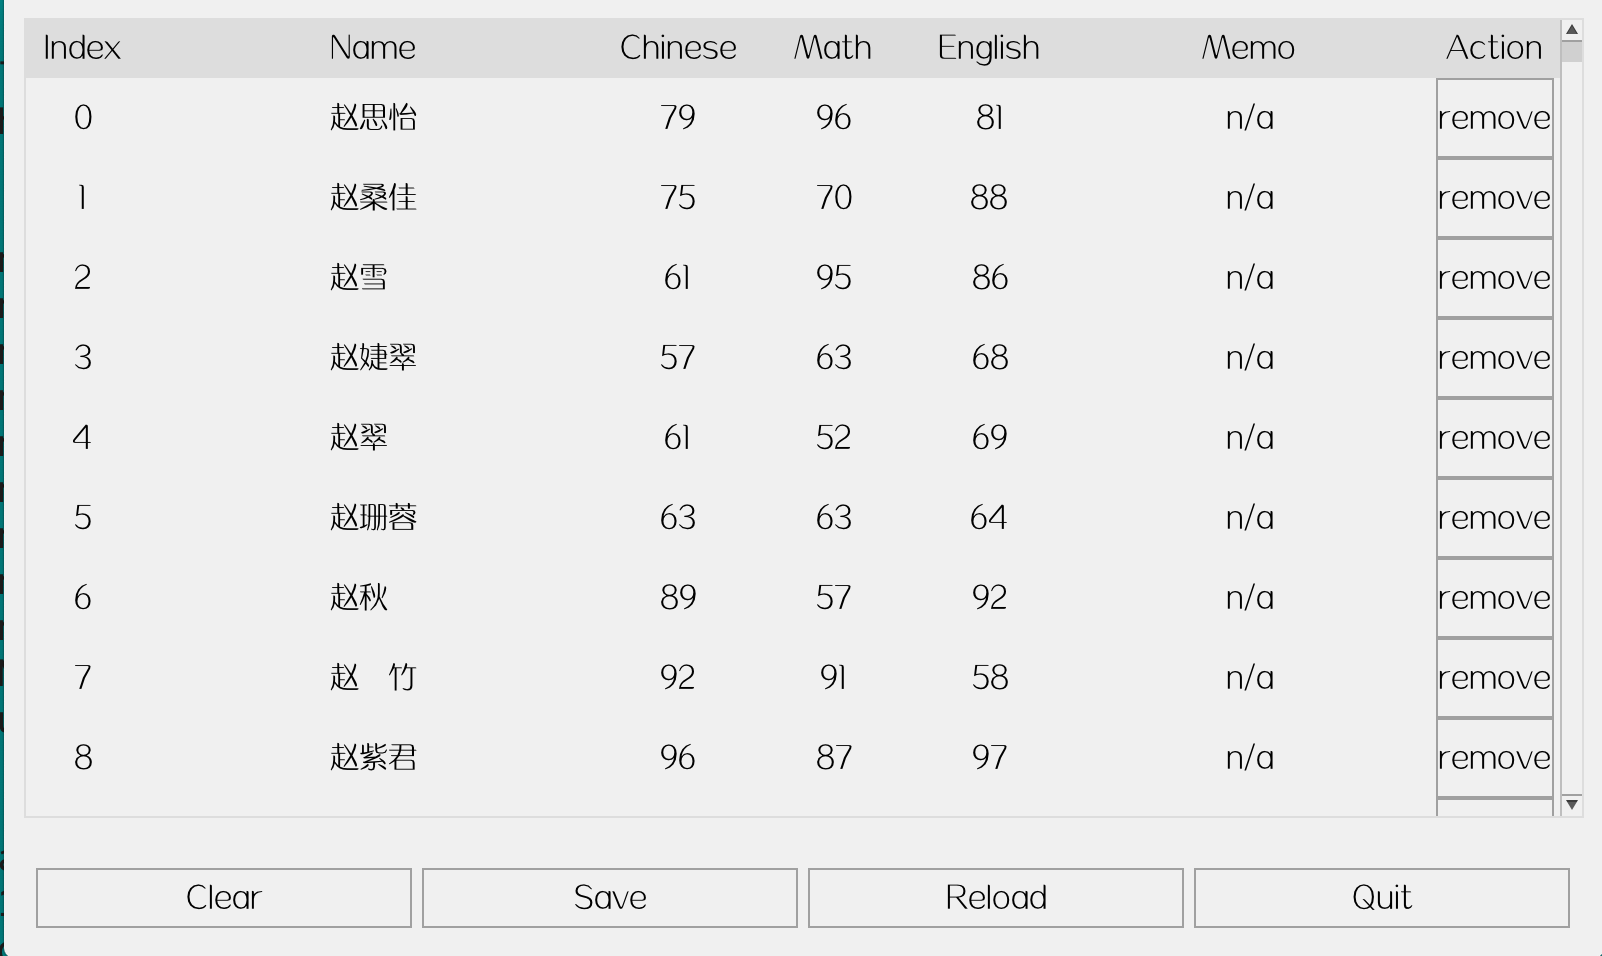 Index Name Chinese Math English Memo Action
0 赵思怡 79 96 81 n/a remove
1 赵桑佳 75 70 88 n/a remove
2 赵雪 61 95 86 n/a remove
3 赵婕翠 57 63 68 n/a remove
4 赵翠 61 52 69 n/a remove
5 赵珊蓉 63 63 64 n/a remove
6 赵秋 89 57 92 n/a remove
7 赵　竹 92 91 58 n/a remove
8 赵紫君 96 87 97 n/a remove
Clear Save Reload Quit